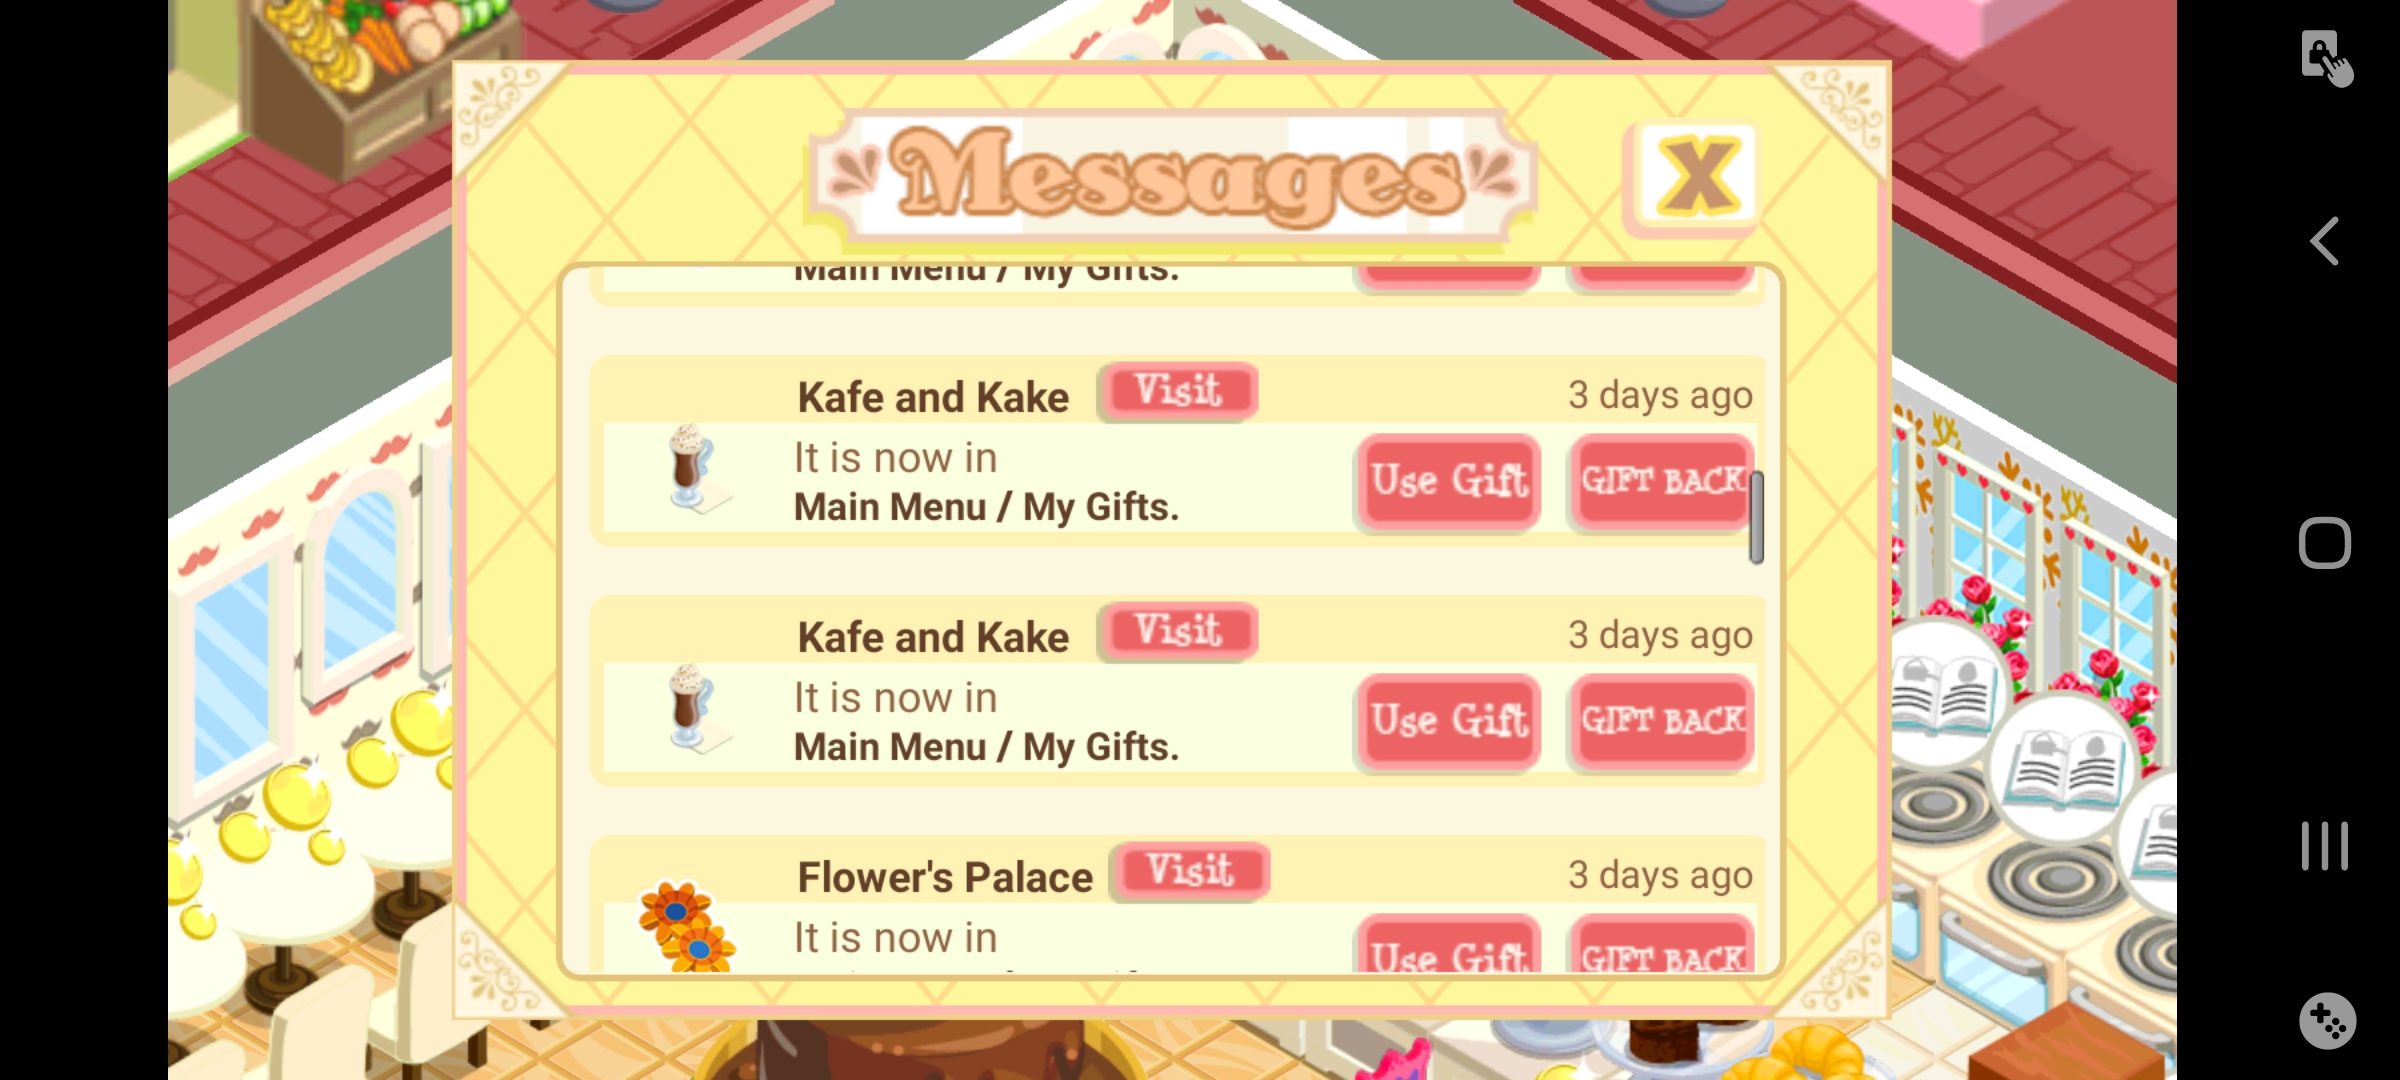 Messages
X
Main Menu / My Gifts.
Kafe and Kake Visit 3 days ago
It is now in
Main Menu / My Gifts.
Use Gift GIFT BACK
Kafe and Kake Visit 3 days ago
It is now in
Main Menu / My Gifts.
Use Gift GIFT BACK
Flower's Palace Visit 3 days ago
It is now in
Use Gift GIFT BACK